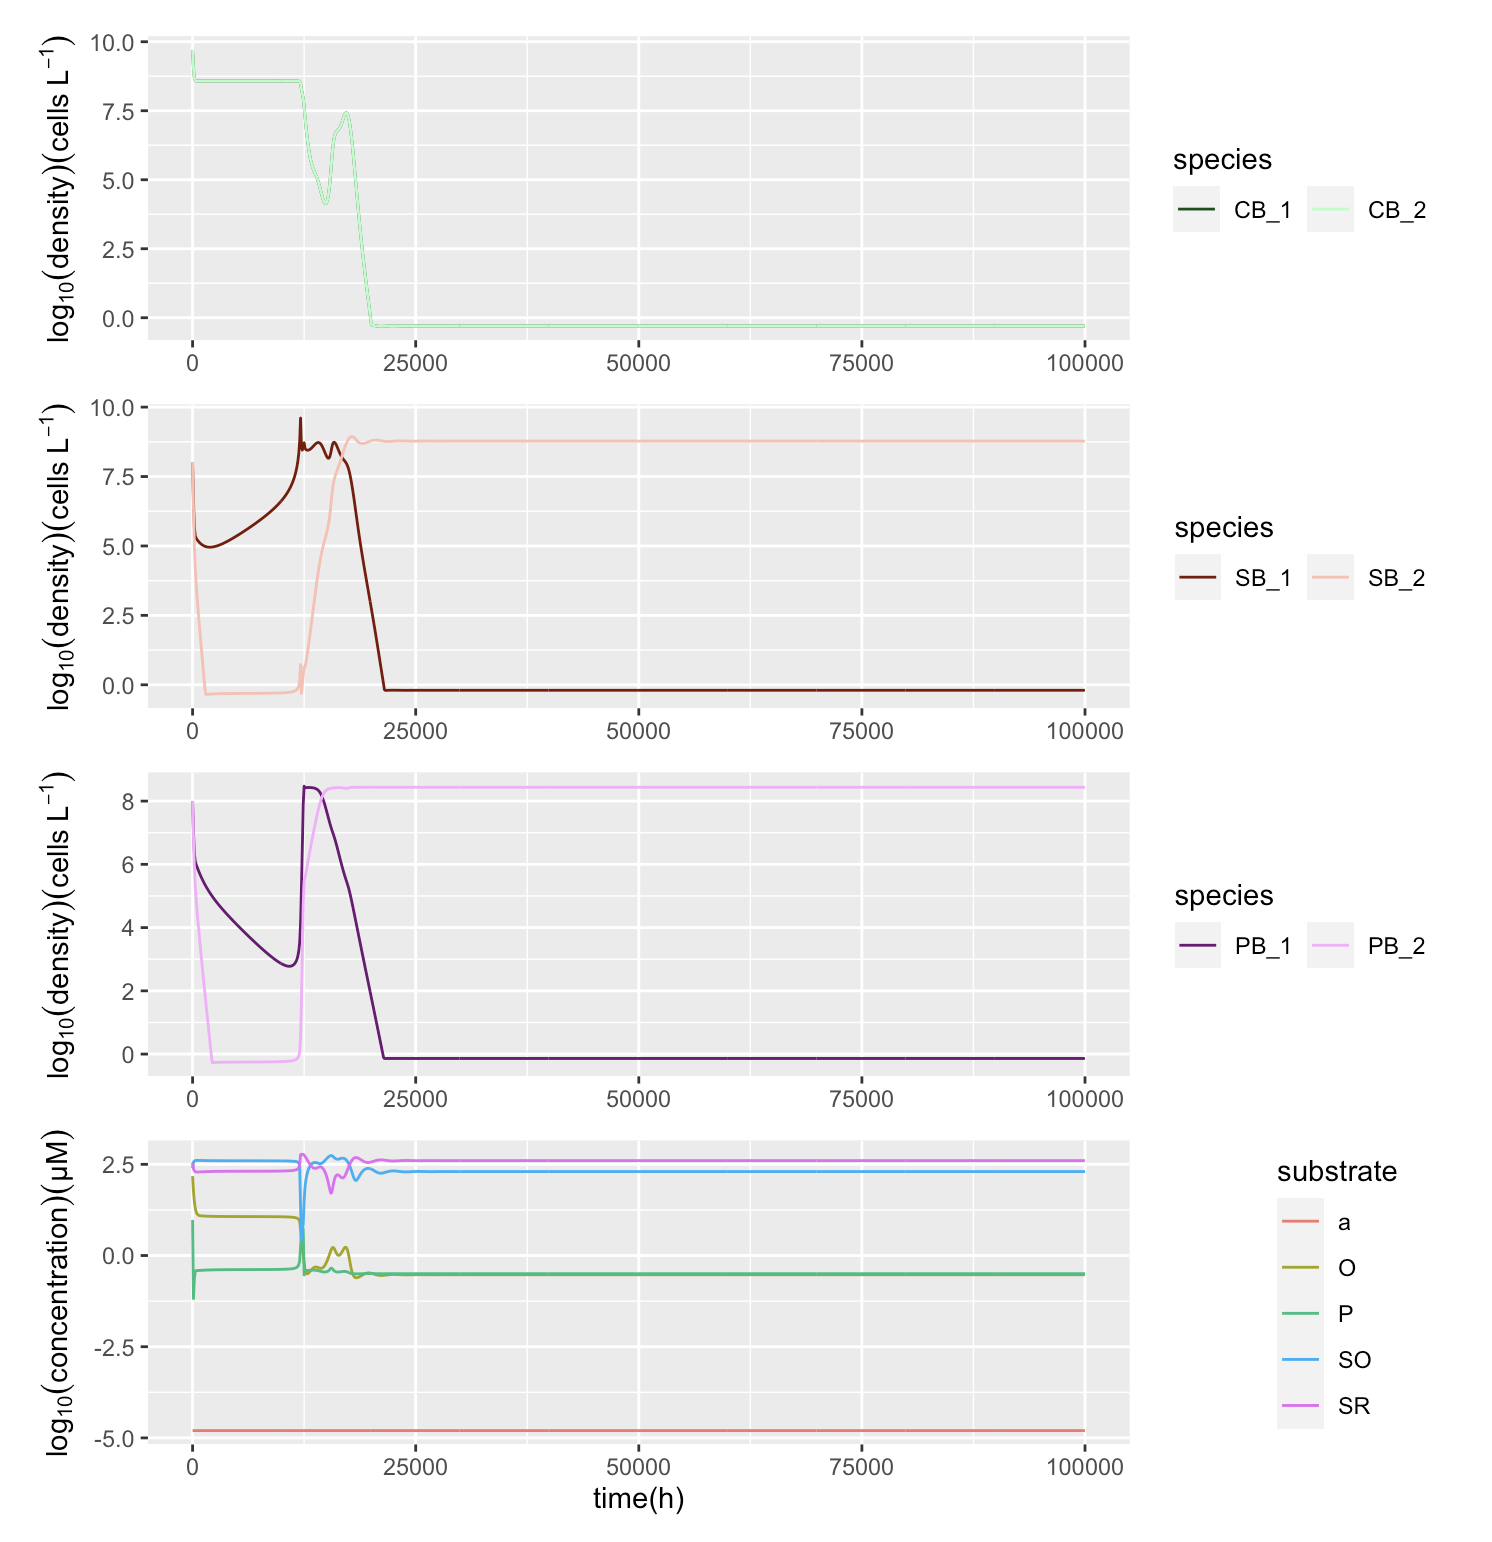 log₁₀(density)(cells L⁻¹)
10.0
7.5
5.0
2.5
0.0
0 25000 50000 75000 100000
species
CB_1 CB_2
log₁₀(density)(cells L⁻¹)
10.0
7.5
5.0
2.5
0.0
0 25000 50000 75000 100000
species
SB_1 SB_2
log₁₀(density)(cells L⁻¹)
8
6
4
2
0
0 25000 50000 75000 100000
species
PB_1 PB_2
log₁₀(concentration)(µM)
2.5
0.0
-2.5
-5.0
0 25000 50000 75000 100000
time(h)
substrate
a
O
P
SO
SR